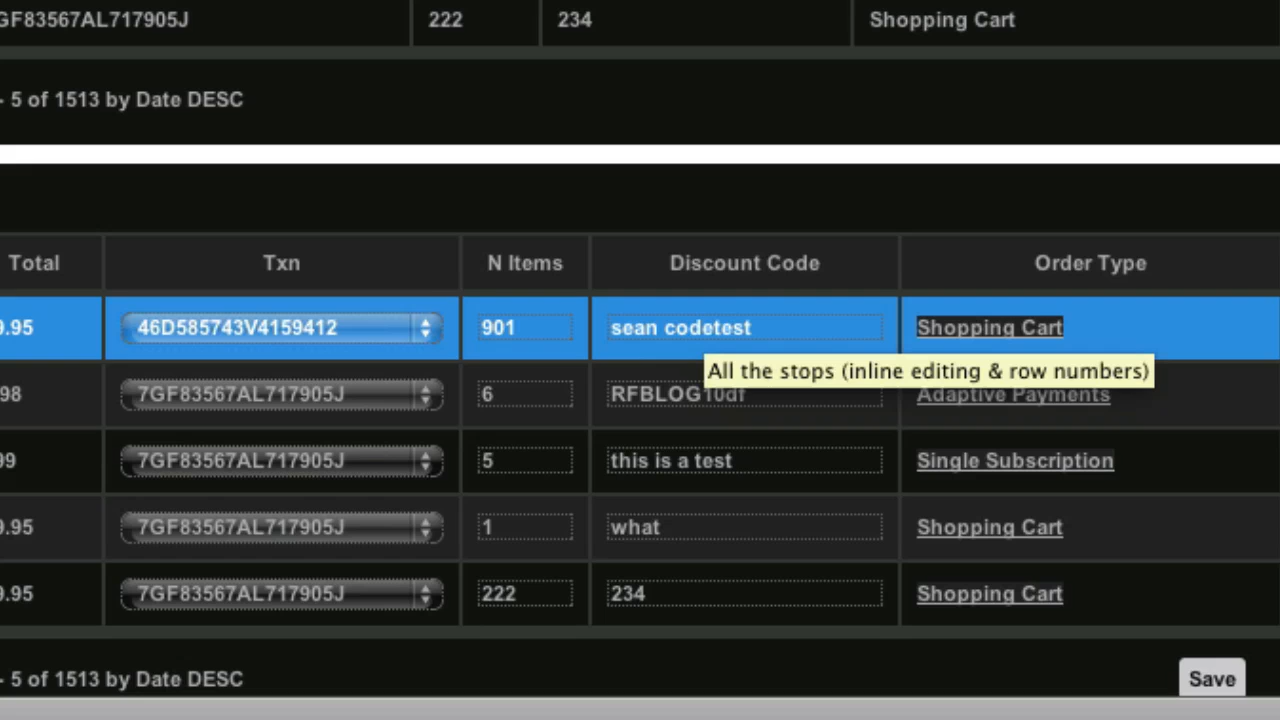 GF83567AL717905J 222 234 Shopping Cart
- 5 of 1513 by Date DESC
Total Txn N Items Discount Code Order Type
9.95 46D585743V4159412 901 sean codetest Shopping Cart
All the stops (inline editing & row numbers)
98 7GF83567AL717905J 6 RFBLOG10df Adaptive Payments
99 7GF83567AL717905J 5 this is a test Single Subscription
9.95 7GF83567AL717905J 1 what Shopping Cart
9.95 7GF83567AL717905J 222 234 Shopping Cart
- 5 of 1513 by Date DESC Save